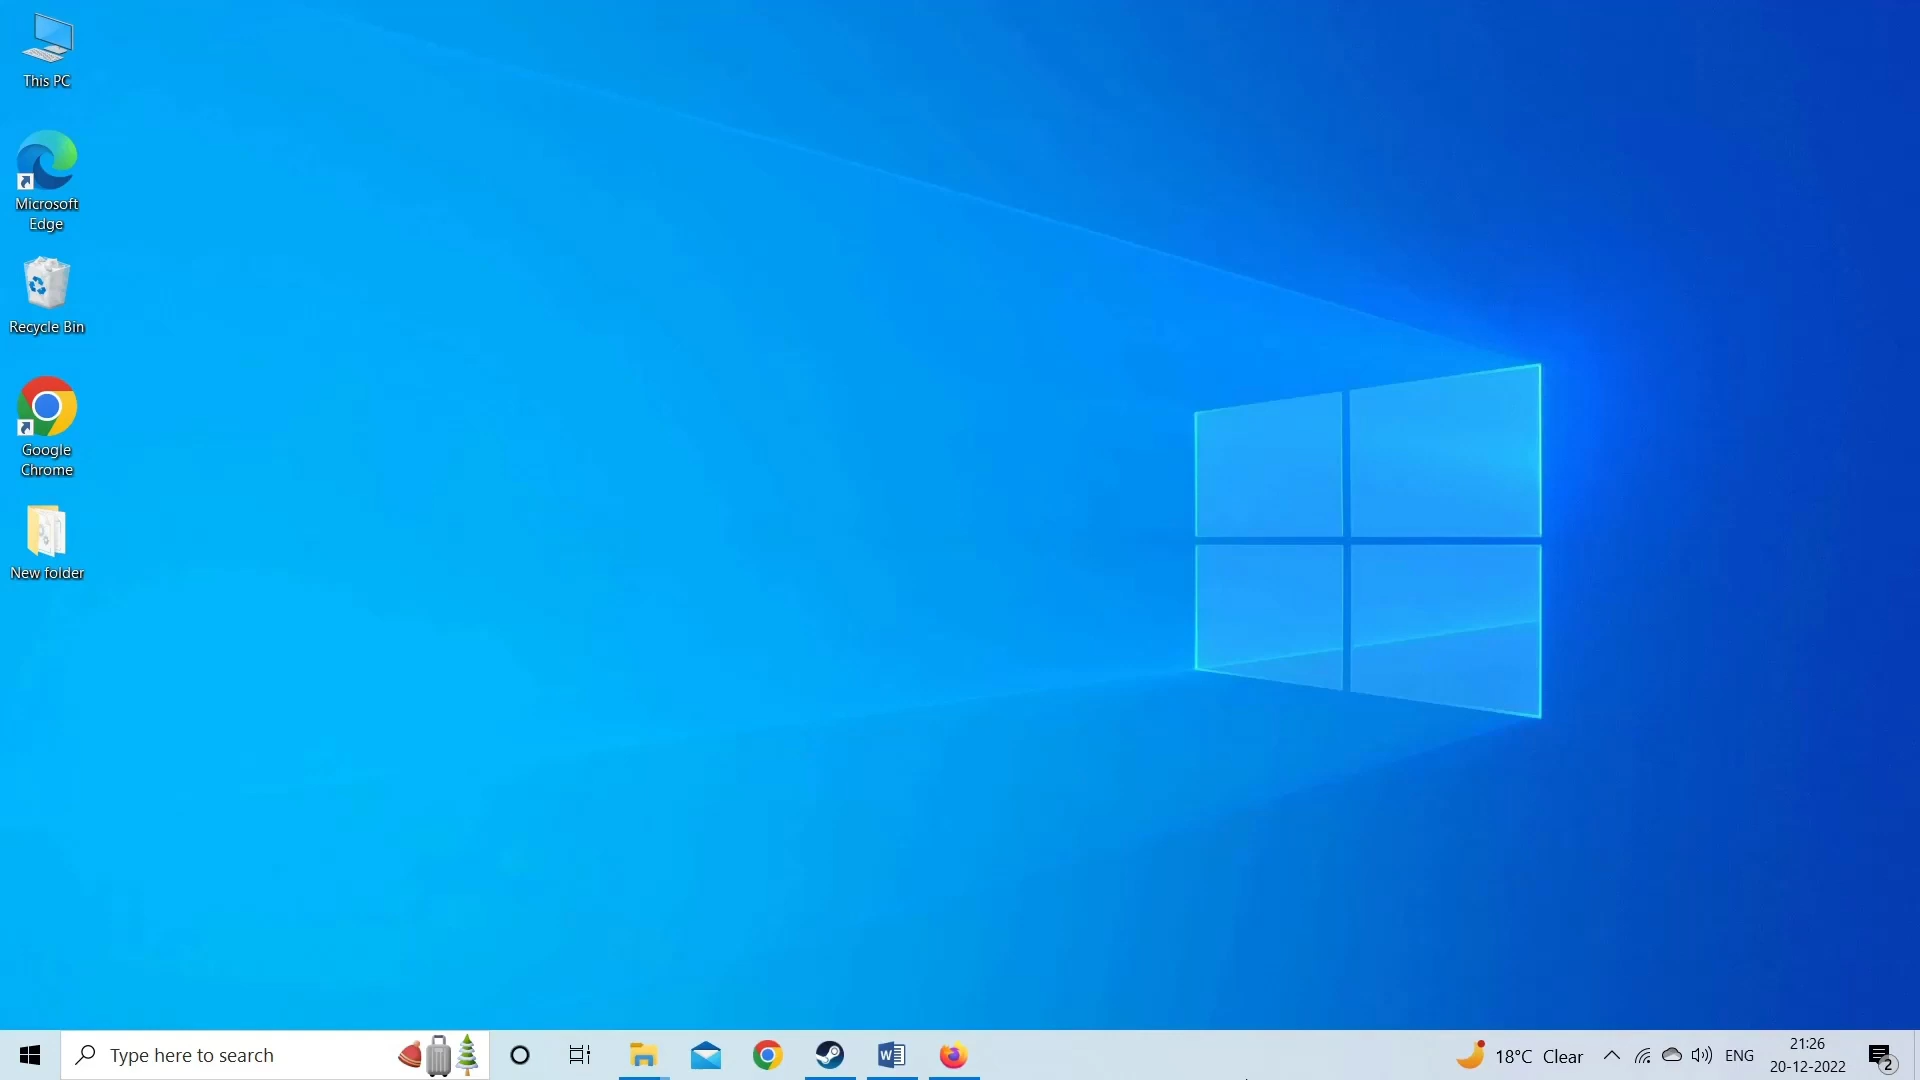 This PC
Microsoft
Edge
Recycle Bin
Google
Chrome
New folder
Type here to search
W
18°C Clear
ENG
21:26
20-12-2022
2